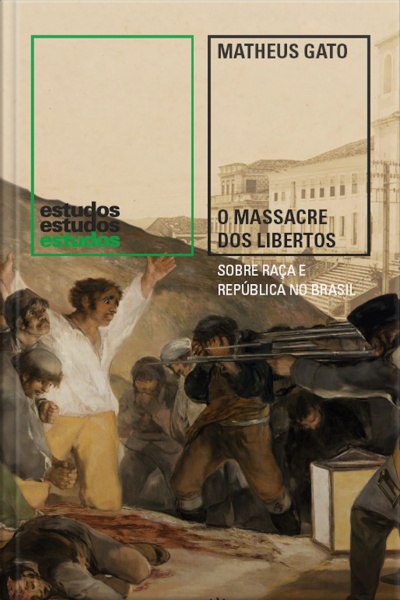 MATHEUS GATO
estudos
estudos
estudos
O MASSACRE
DOS LIBERTOS
SOBRE RAÇA E
REPÚBLICA NO BRASIL